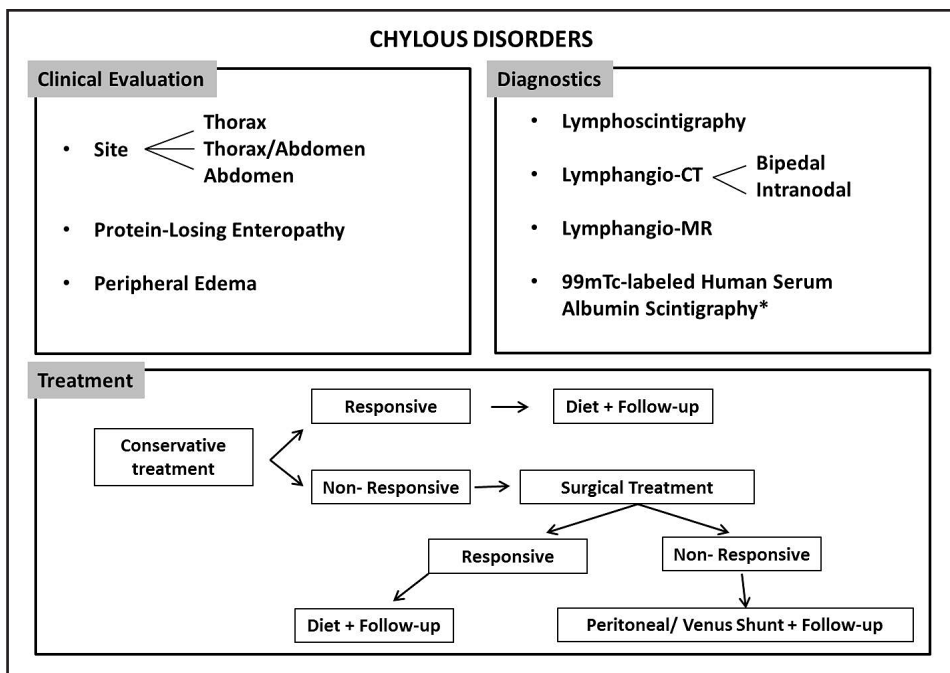 CHYLOUS DISORDERS
Clinical Evaluation
• Site
Thorax
Thorax/Abdomen
Abdomen
• Protein-Losing Enteropathy
• Peripheral Edema
Diagnostics
• Lymphoscintigraphy
• Lymphangio-CT
Bipedal
Intranodal
• Lymphangio-MR
• 99mTc-labeled Human Serum
Albumin Scintigraphy*
Treatment
Conservative
treatment
Responsive
Diet + Follow-up
Non- Responsive
Surgical Treatment
Responsive
Non- Responsive
Diet + Follow-up
Peritoneal/ Venus Shunt + Follow-up